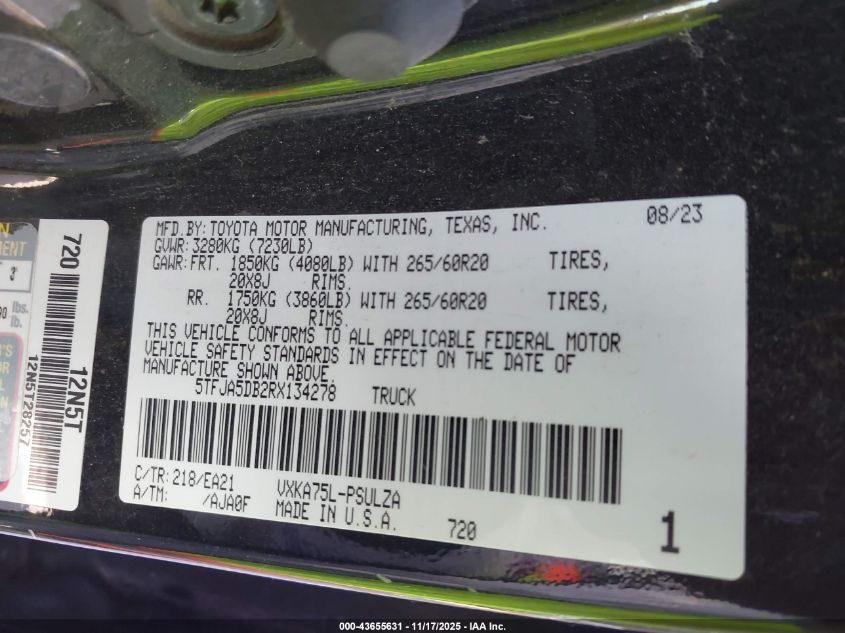 MFD.BY: TOYOTA MOTOR MANUFACTURING, TEXAS, INC. 08/23
GVWR: 3280KG (7230LB)
GAWR: FRT. 1850KG (4080LB) WITH 265/60R20 TIRES,
20X8J RIMS.
RR. 1750KG (3860LB) WITH 265/60R20 TIRES,
20X8J RIMS.
THIS VEHICLE CONFORMS TO ALL APPLICABLE FEDERAL MOTOR
VEHICLE SAFETY STANDARDS IN EFFECT ON THE DATE OF
MANUFACTURE SHOWN ABOVE.
5TFJA5DB2RX134278 TRUCK
C/TR: 218/EA21 VXKA75L-PSULZA
A/TM: /AJA0F MADE IN U.S.A. 720 1
720
12N5T
12N5T28257
lbs.
lb.
000-43655631 - 11/17/2025 - IAA Inc.